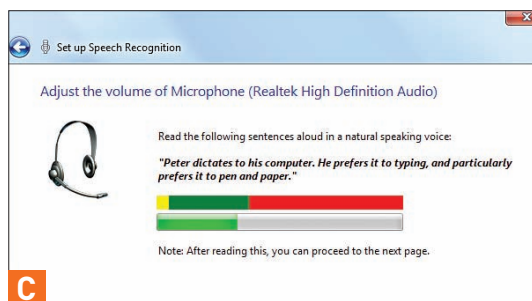 Set up Speech Recognition
Adjust the volume of Microphone (Realtek High Definition Audio)
Read the following sentences aloud in a natural speaking voice:
"Peter dictates to his computer. He prefers it to typing, and particularly
prefers it to pen and paper."
Note: After reading this, you can proceed to the next page.
C